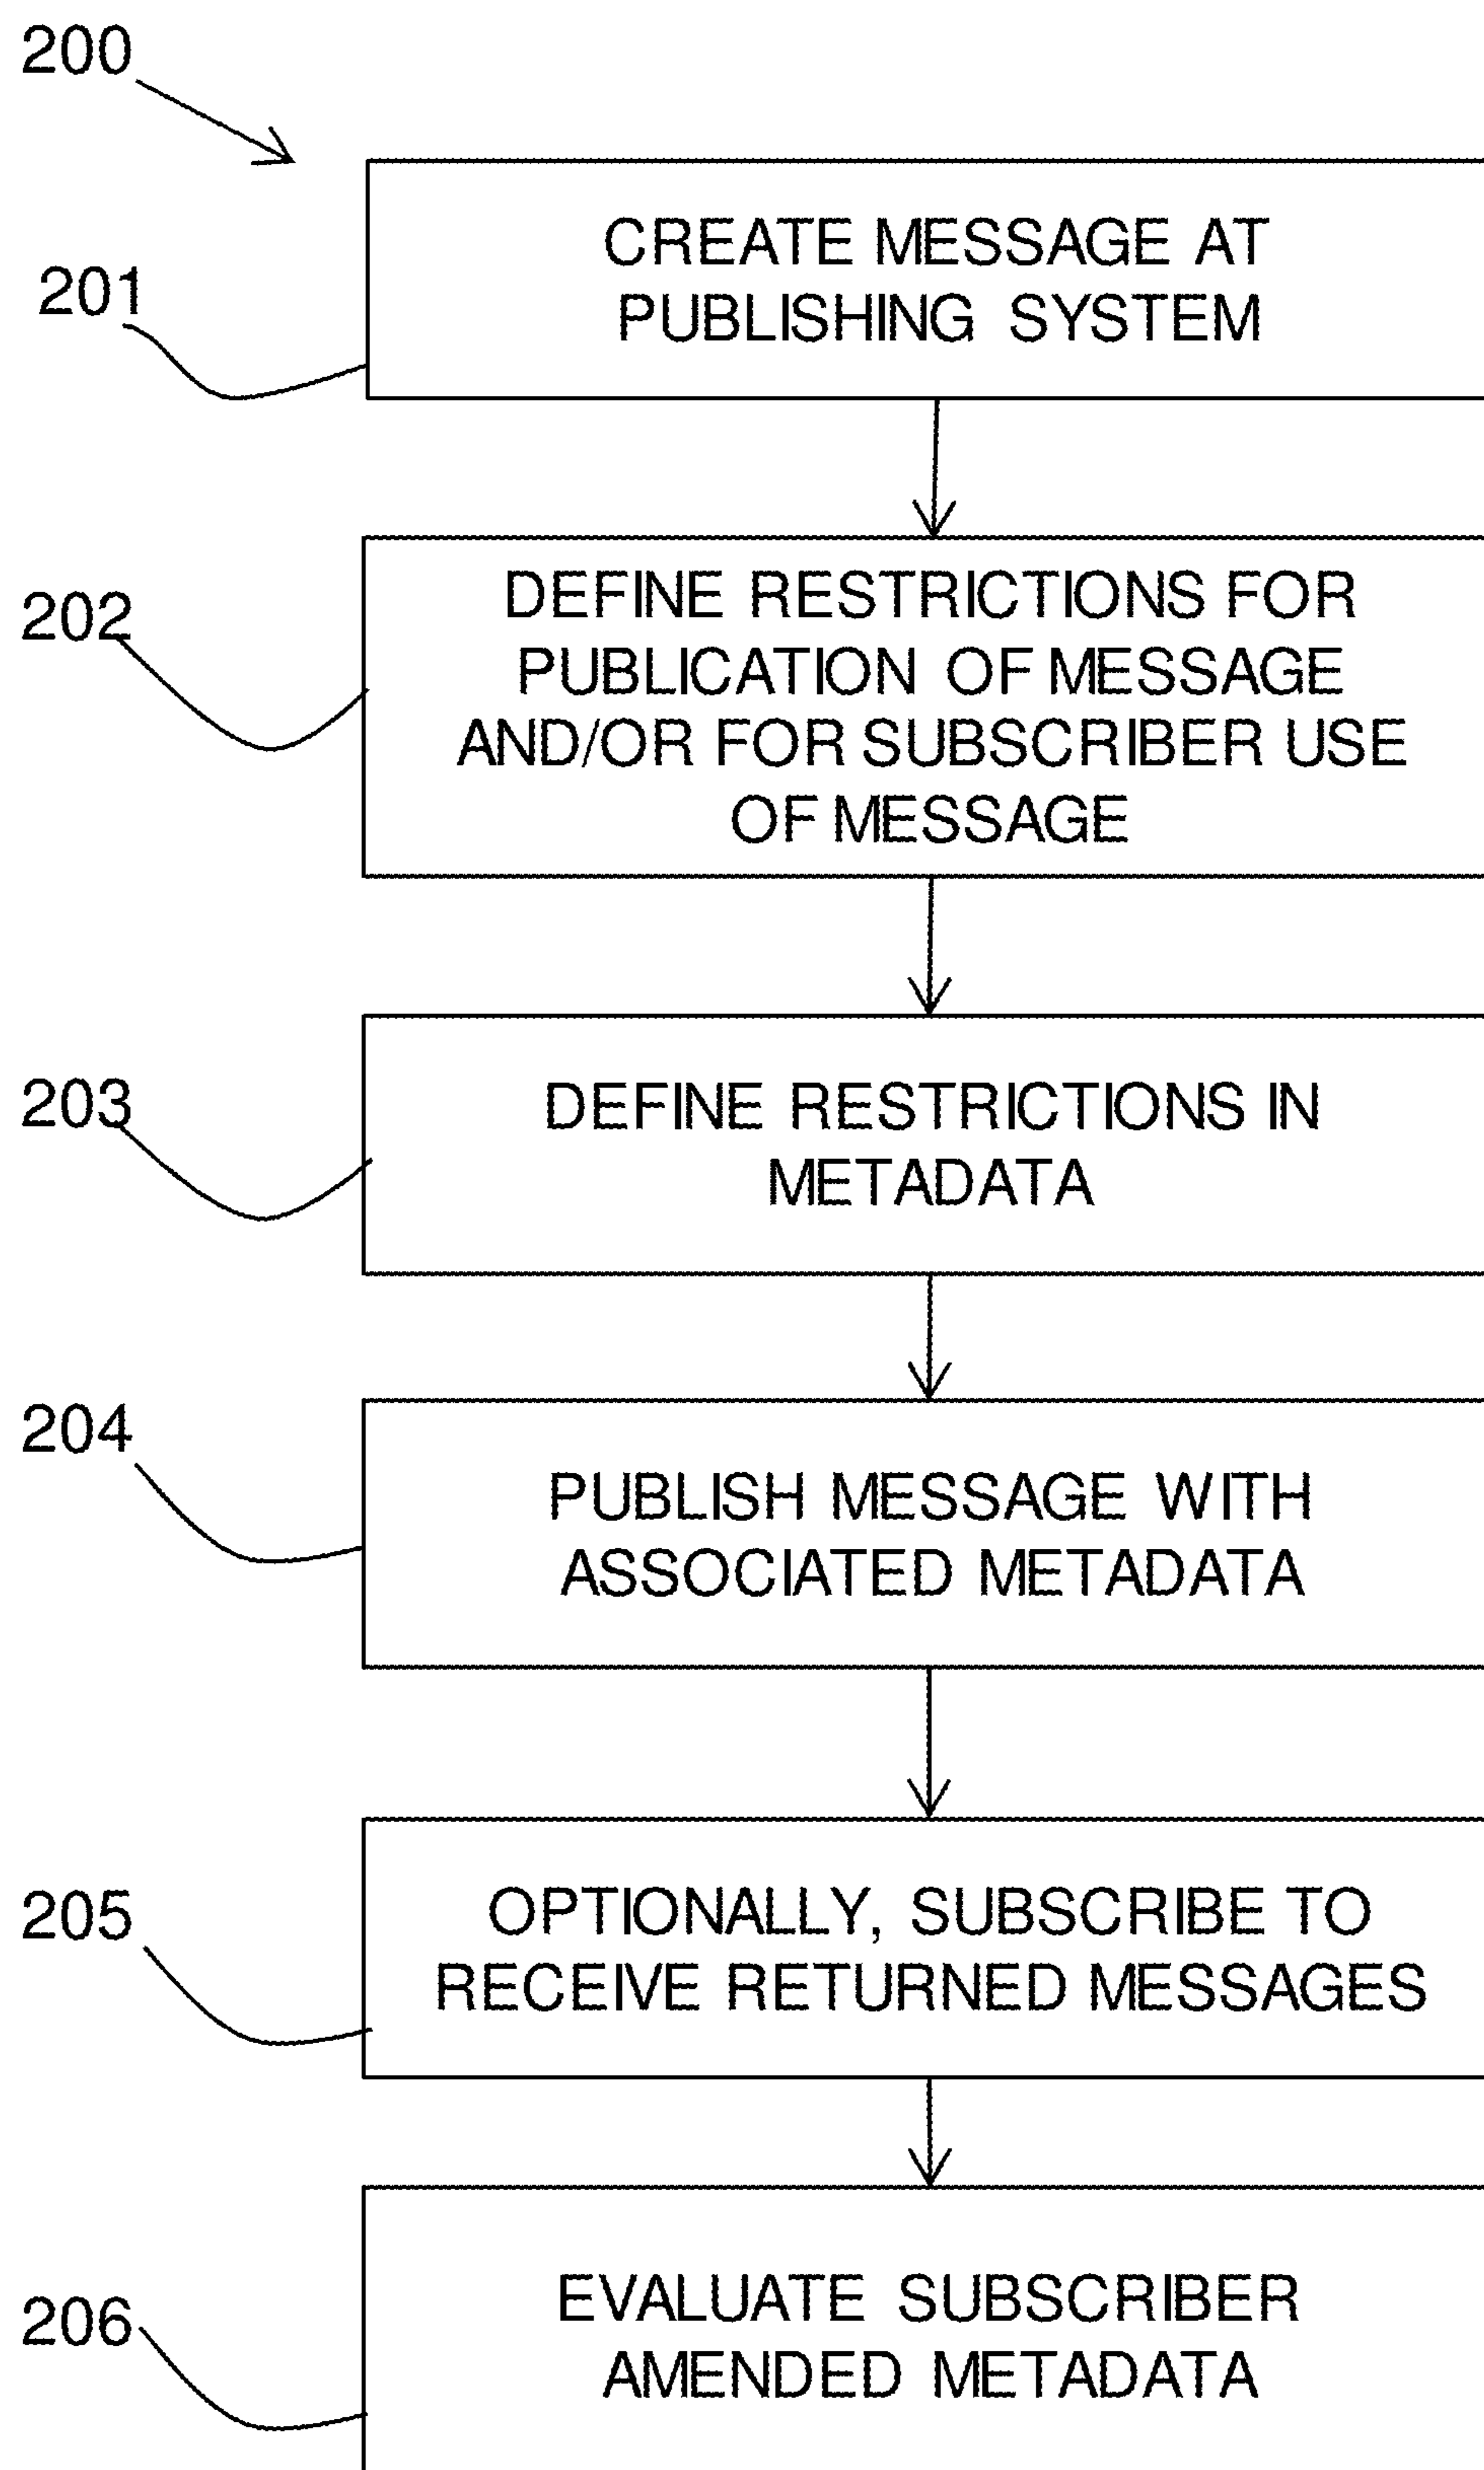 200
201
CREATE MESSAGE AT
PUBLISHING SYSTEM
202
DEFINE RESTRICTIONS FOR
PUBLICATION OF MESSAGE
AND/OR FOR SUBSCRIBER USE
OF MESSAGE
203
DEFINE RESTRICTIONS IN
METADATA
204
PUBLISH MESSAGE WITH
ASSOCIATED METADATA
205
OPTIONALLY, SUBSCRIBE TO
RECEIVE RETURNED MESSAGES
206
EVALUATE SUBSCRIBER
AMENDED METADATA